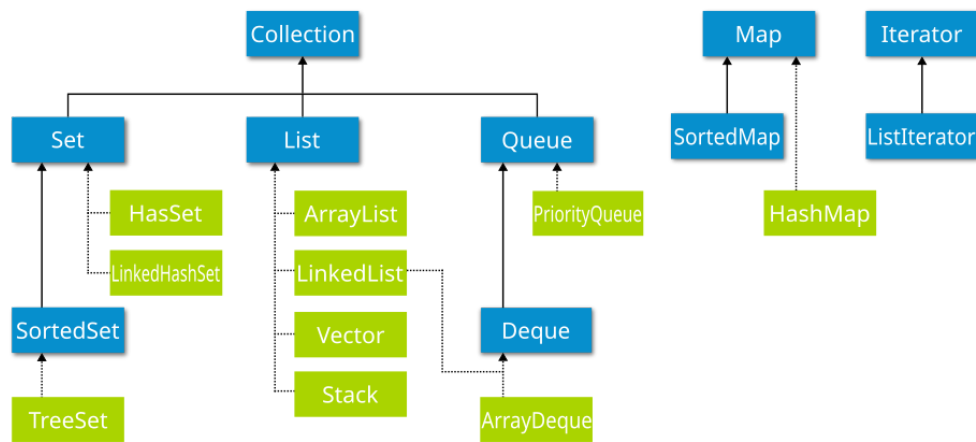 Collection
Map
Iterator
Set
List
Queue
SortedMap
ListIterator
HasSet
ArrayList
PriorityQueue
HashMap
LinkedHashSet
LinkedList
SortedSet
Vector
Deque
Stack
TreeSet
ArrayDeque